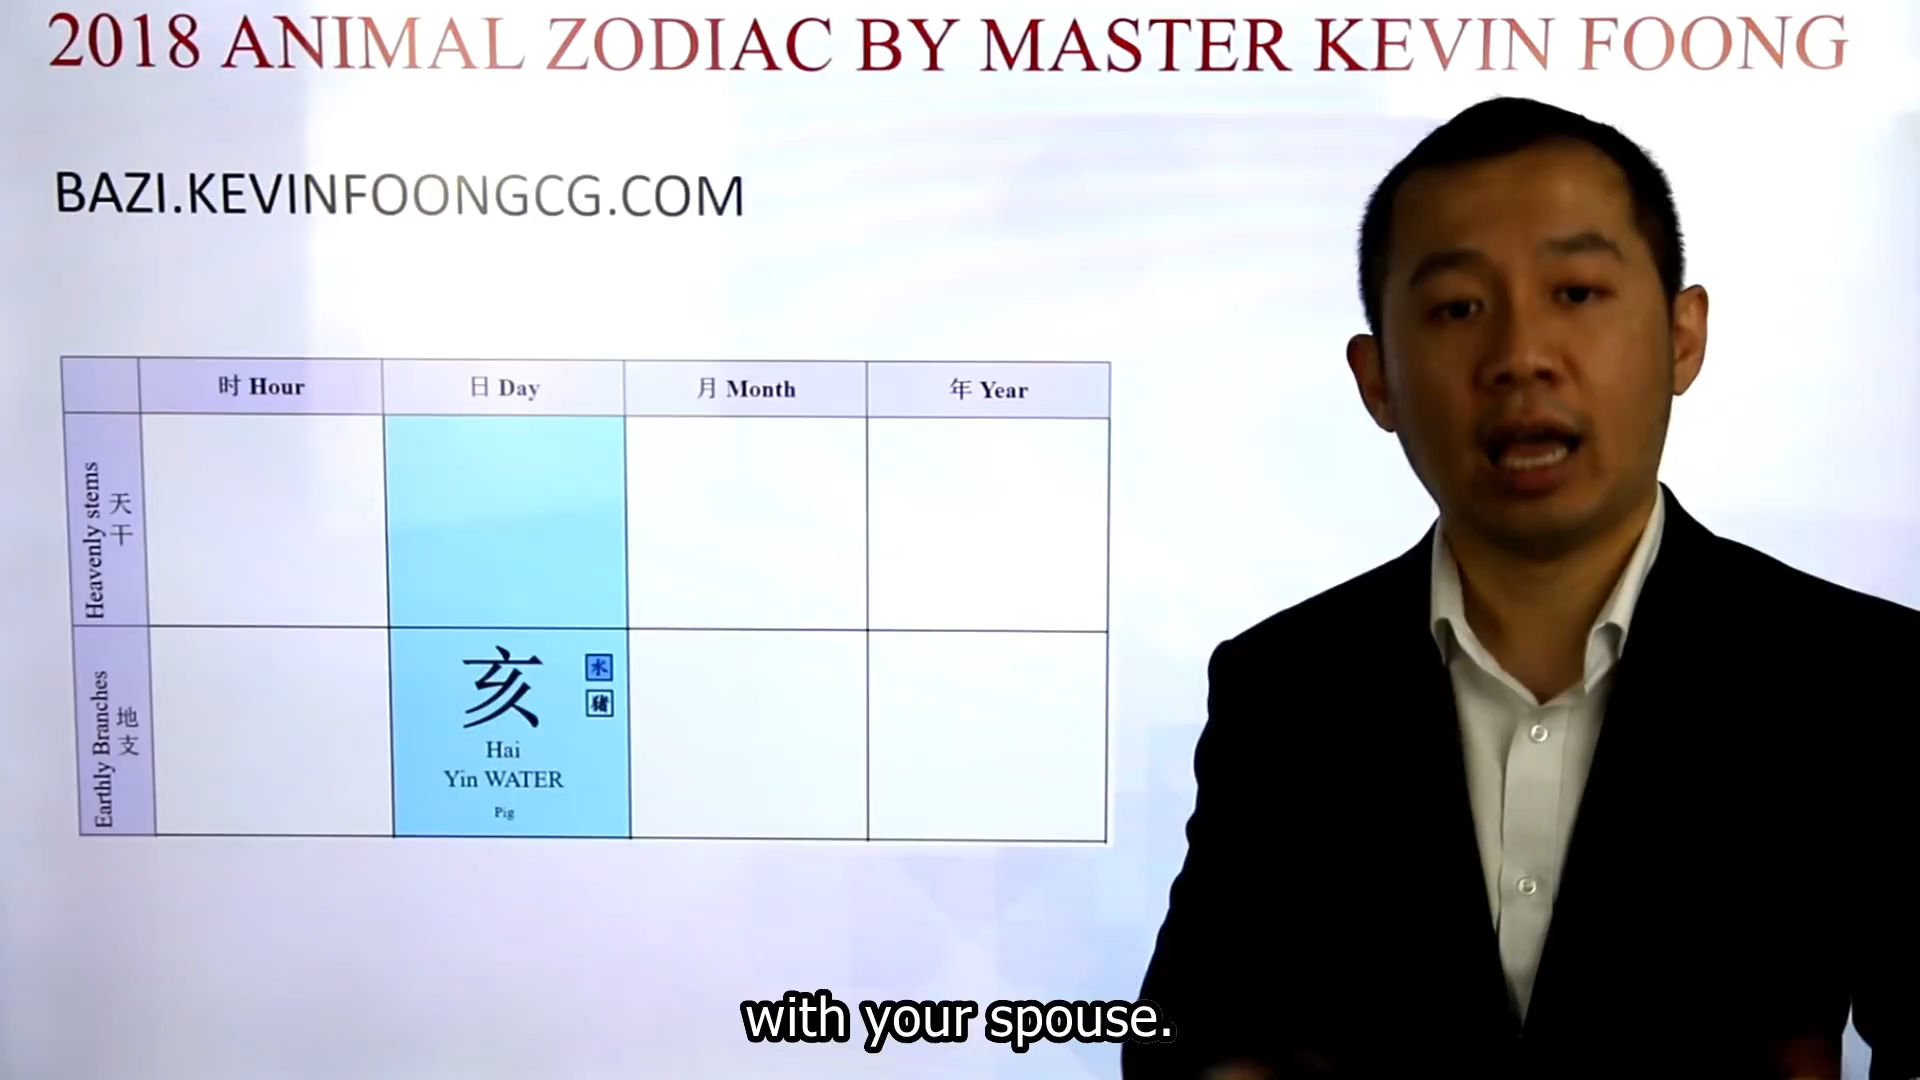 2018 ANIMAL ZODIAC BY MASTER KEVIN FOONG
BAZI.KEVINFOONGCG.COM
时 Hour
日 Day
月 Month
年 Year
Heavenly stems
天干
Earthly Branches
地支
亥
水
猪
Hai
Yin WATER
Pig
with your spouse.